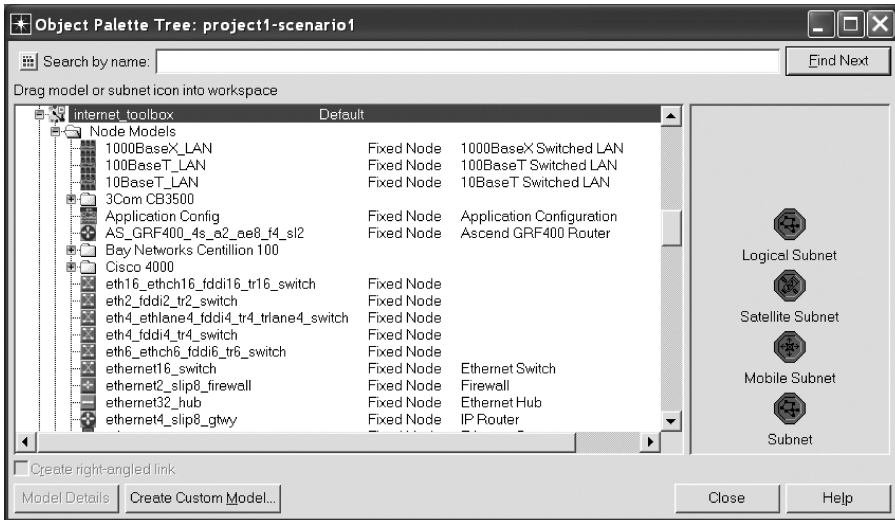 Object Palette Tree: project1-scenario1
Search by name:
Find Next
Drag model or subnet icon into workspace
internet_toolbox Default
Node Models
1000BaseX_LAN Fixed Node 1000BaseX Switched LAN
100BaseT_LAN Fixed Node 100BaseT Switched LAN
10BaseT_LAN Fixed Node 10BaseT Switched LAN
3Com CB3500
Application Config Fixed Node Application Configuration
AS_GRF400_4s_a2_ae8_f4_sl2 Fixed Node Ascend GRF400 Router
Bay Networks Centillion 100
Cisco 4000
eth16_ethch16_fddi16_tr16_switch Fixed Node
eth2_fddi2_tr2_switch Fixed Node
eth4_ethlane4_fddi4_tr4_trlane4_switch Fixed Node
eth4_fddi4_tr4_switch Fixed Node
eth6_ethch6_fddi6_tr6_switch Fixed Node
ethernet16_switch Fixed Node Ethernet Switch
ethernet2_slip8_firewall Fixed Node Firewall
ethernet32_hub Fixed Node Ethernet Hub
ethernet4_slip8_gtwy Fixed Node IP Router
Logical Subnet
Satellite Subnet
Mobile Subnet
Subnet
Create right-angled link
Model Details
Create Custom Model...
Close
Help